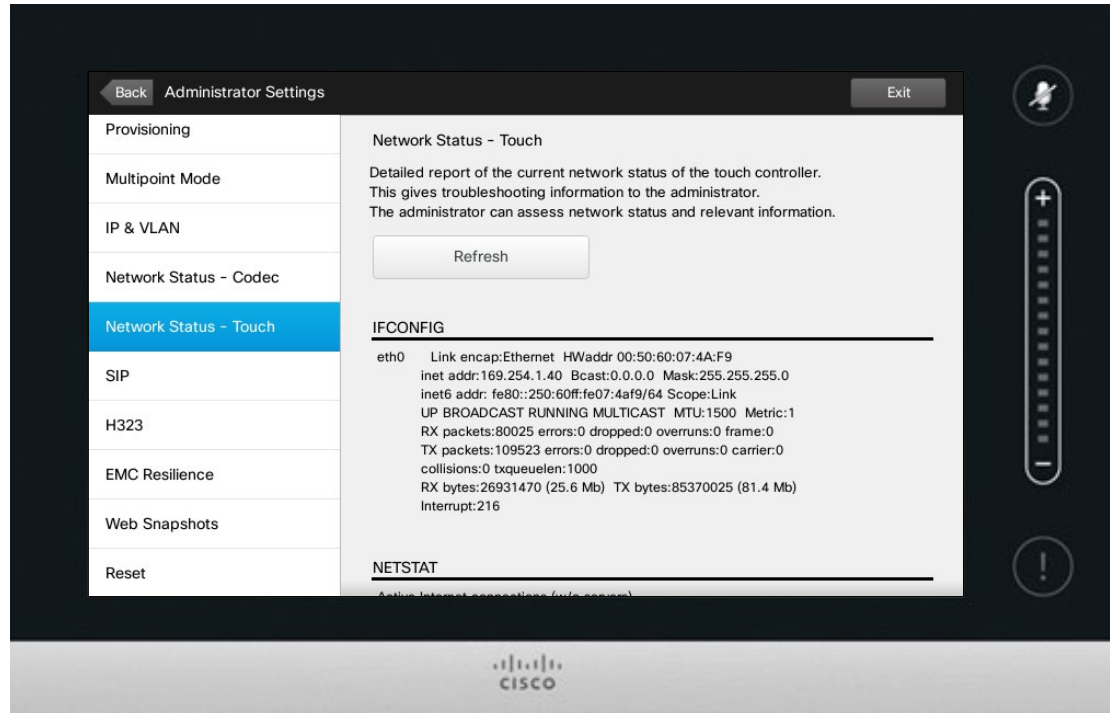 Back Administrator Settings Exit
Provisioning
Multipoint Mode
IP & VLAN
Network Status - Codec
Network Status - Touch
SIP
H323
EMC Resilience
Web Snapshots
Reset
Network Status - Touch
Detailed report of the current network status of the touch controller.
This gives troubleshooting information to the administrator.
The administrator can assess network status and relevant information.
Refresh
IFCONFIG
eth0 Link encap:Ethernet HWaddr 00:50:60:07:4A:F9
inet addr:169.254.1.40 Bcast:0.0.0.0 Mask:255.255.255.0
inet6 addr: fe80::250:60ff:fe07:4af9/64 Scope:Link
UP BROADCAST RUNNING MULTICAST MTU:1500 Metric:1
RX packets:80025 errors:0 dropped:0 overruns:0 frame:0
TX packets:109523 errors:0 dropped:0 overruns:0 carrier:0
collisions:0 txqueuelen:1000
RX bytes:26931470 (25.6 Mb) TX bytes:85370025 (81.4 Mb)
Interrupt:216
NETSTAT
Active Internet connections (w/o servers)
+
-
!
CISCO